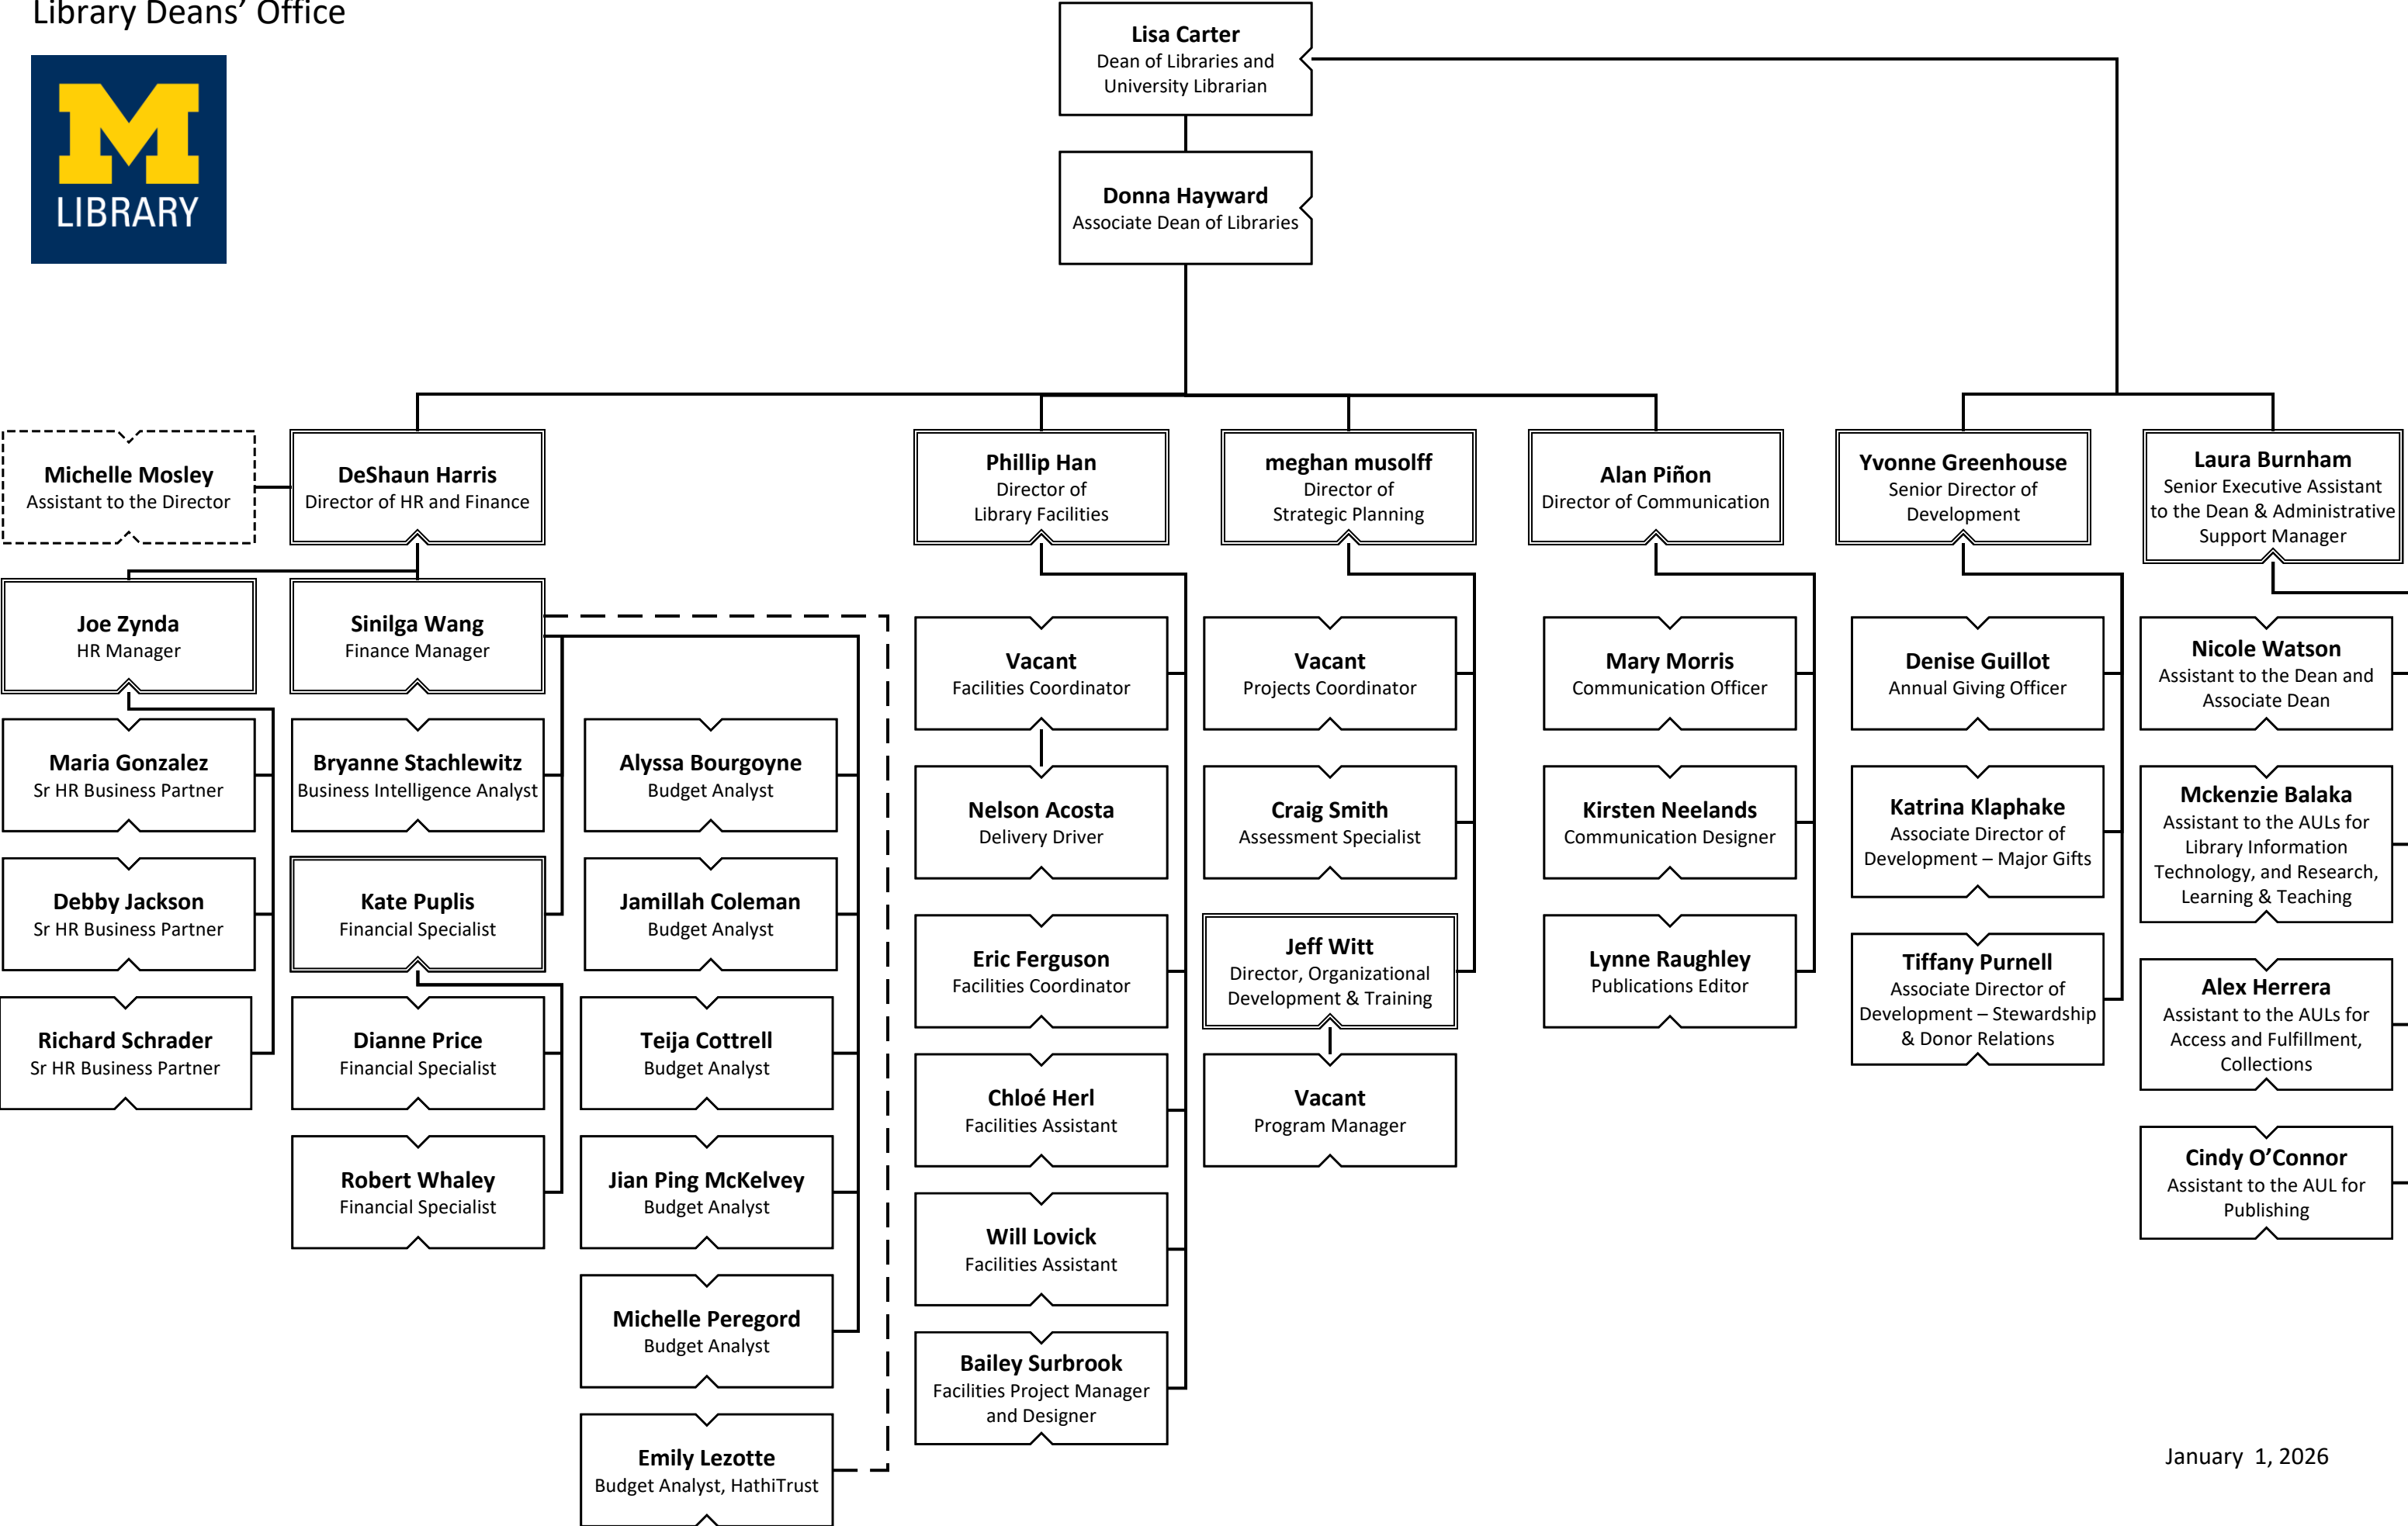 Library Deans’ Office
M
LIBRARY
Lisa Carter
Dean of Libraries and
University Librarian
Donna Hayward
Associate Dean of Libraries
Michelle Mosley
Assistant to the Director
DeShaun Harris
Director of HR and Finance
Phillip Han
Director of
Library Facilities
meghan musolff
Director of
Strategic Planning
Alan Piñon
Director of Communication
Yvonne Greenhouse
Senior Director of
Development
Laura Burnham
Senior Executive Assistant
to the Dean & Administrative
Support Manager
Joe Zynda
HR Manager
Maria Gonzalez
Sr HR Business Partner
Debby Jackson
Sr HR Business Partner
Richard Schrader
Sr HR Business Partner
Sinilga Wang
Finance Manager
Bryanne Stachlewitz
Business Intelligence Analyst
Kate Puplis
Financial Specialist
Dianne Price
Financial Specialist
Robert Whaley
Financial Specialist
Alyssa Bourgoyne
Budget Analyst
Jamillah Coleman
Budget Analyst
Teija Cottrell
Budget Analyst
Jian Ping McKelvey
Budget Analyst
Michelle Peregord
Budget Analyst
Emily Lezotte
Budget Analyst, HathiTrust
Vacant
Facilities Coordinator
Nelson Acosta
Delivery Driver
Eric Ferguson
Facilities Coordinator
Chloé Herl
Facilities Assistant
Will Lovick
Facilities Assistant
Bailey Surbrook
Facilities Project Manager
and Designer
Vacant
Projects Coordinator
Craig Smith
Assessment Specialist
Jeff Witt
Director, Organizational
Development & Training
Vacant
Program Manager
Mary Morris
Communication Officer
Kirsten Neelands
Communication Designer
Lynne Raughley
Publications Editor
Denise Guillot
Annual Giving Officer
Katrina Klaphake
Associate Director of
Development – Major Gifts
Tiffany Purnell
Associate Director of
Development – Stewardship
& Donor Relations
Nicole Watson
Assistant to the Dean and
Associate Dean
Mckenzie Balaka
Assistant to the AULs for
Library Information
Technology, and Research,
Learning & Teaching
Alex Herrera
Assistant to the AULs for
Access and Fulfillment,
Collections
Cindy O’Connor
Assistant to the AUL for
Publishing
January 1, 2026